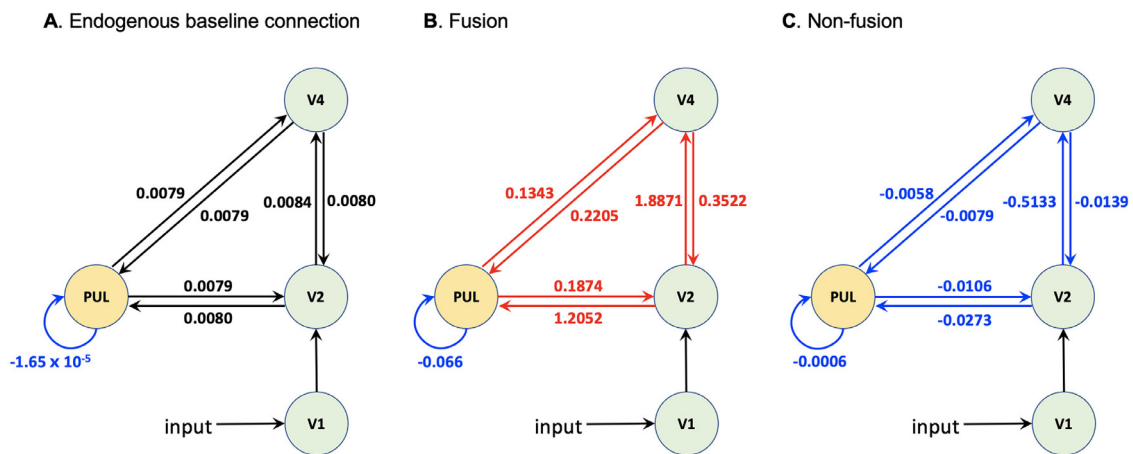 A. Endogenous baseline connection
V4
0.0079
0.0079
0.0084
0.0080
PUL
0.0079
0.0080
V2
-1.65 x 10-5
input
V1
B. Fusion
V4
0.1343
0.2205
1.8871
0.3522
PUL
0.1874
1.2052
V2
-0.066
input
V1
C. Non-fusion
V4
-0.0058
-0.0079
-0.5133
-0.0139
PUL
-0.0106
-0.0273
V2
-0.0006
input
V1